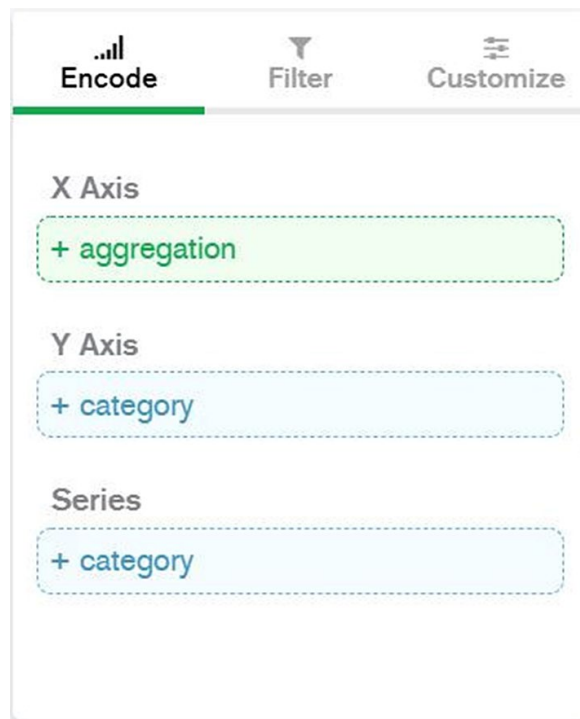 Encode Filter Customize
X Axis
+ aggregation
Y Axis
+ category
Series
+ category